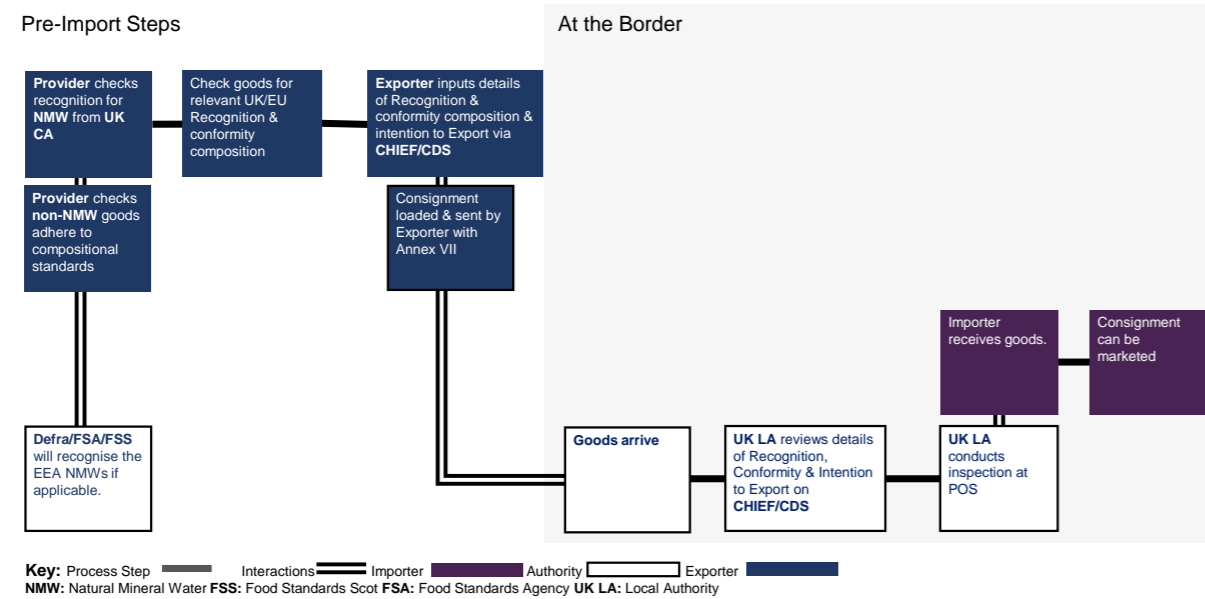 Pre-Import Steps
At the Border
Provider checks
recognition for
NMW from UK
CA
Check goods for
relevant UK/EU
Recognition &
conformity
composition
Exporter inputs details
of Recognition &
conformity composition &
intention to Export via
CHIEF/CDS
Provider checks
non-NMW goods
adhere to
compositional
standards
Consignment
loaded & sent by
Exporter with
Annex VII
Importer
receives goods.
Consignment
can be
marketed
Defra/FSA/FSS
will recognise the
EEA NMWs if
applicable.
Goods arrive
UK LA reviews details
of Recognition,
Conformity & Intention
to Export on
CHIEF/CDS
UK LA
conducts
inspection at
POS
Key: Process Step Interactions Importer Authority Exporter
NMW: Natural Mineral Water FSS: Food Standards Scot FSA: Food Standards Agency UK LA: Local Authority